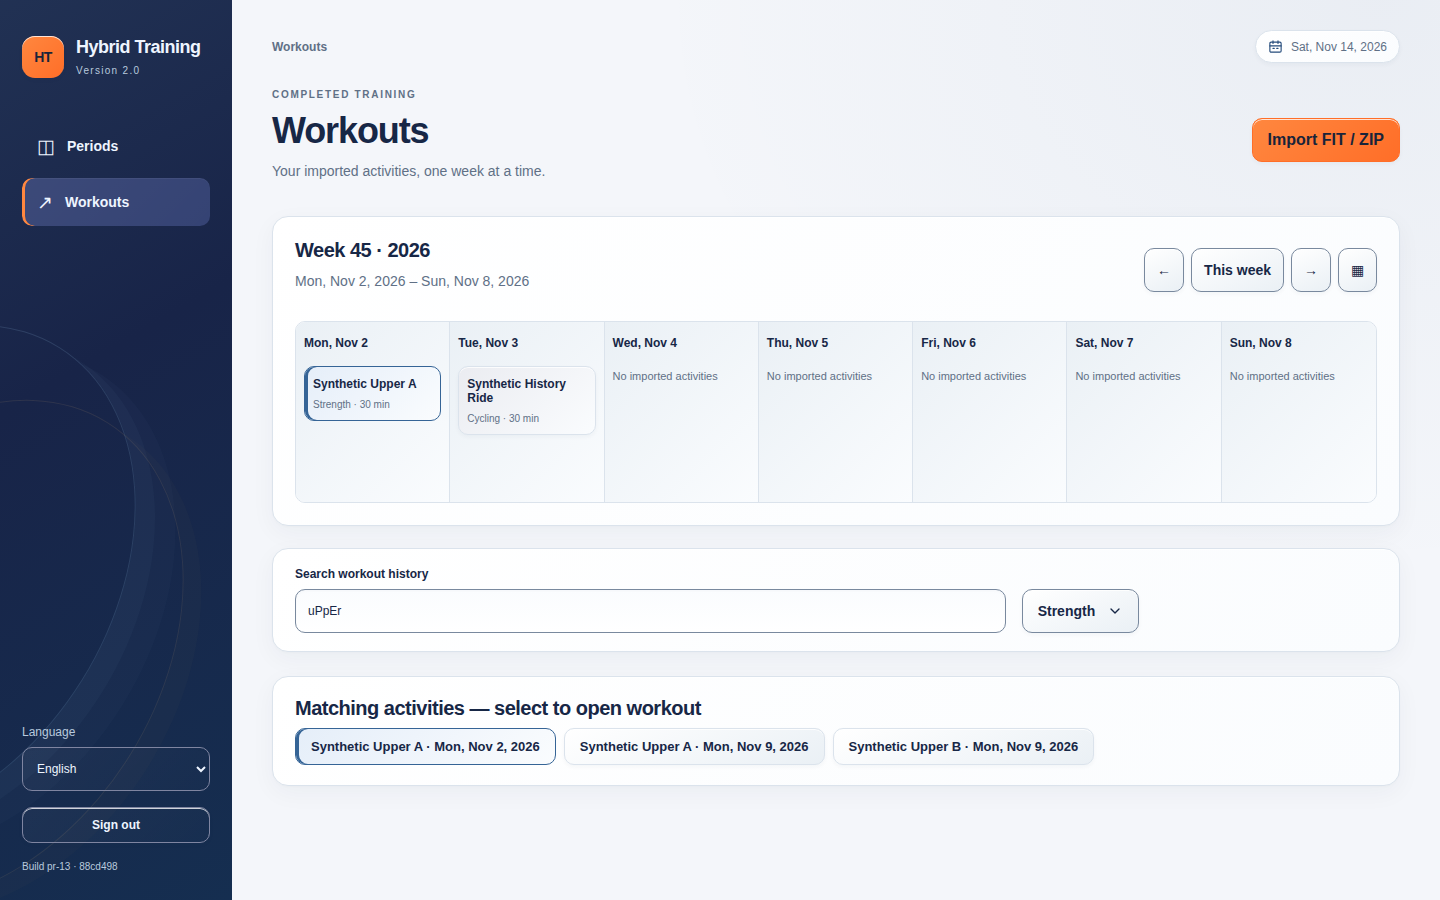 HT
Hybrid Training
Version 2.0
Periods
Workouts
Language
English
Sign out
Build pr-13 · 88cd498
Workouts
Sat, Nov 14, 2026
COMPLETED TRAINING
Workouts
Your imported activities, one week at a time.
Import FIT / ZIP
Week 45 · 2026
Mon, Nov 2, 2026 – Sun, Nov 8, 2026
←
This week
→
Mon, Nov 2
Synthetic Upper A
Strength · 30 min
Tue, Nov 3
Synthetic History
Ride
Cycling · 30 min
Wed, Nov 4
No imported activities
Thu, Nov 5
No imported activities
Fri, Nov 6
No imported activities
Sat, Nov 7
No imported activities
Sun, Nov 8
No imported activities
Search workout history
uPpEr
Strength
Matching activities — select to open workout
Synthetic Upper A · Mon, Nov 2, 2026
Synthetic Upper A · Mon, Nov 9, 2026
Synthetic Upper B · Mon, Nov 9, 2026